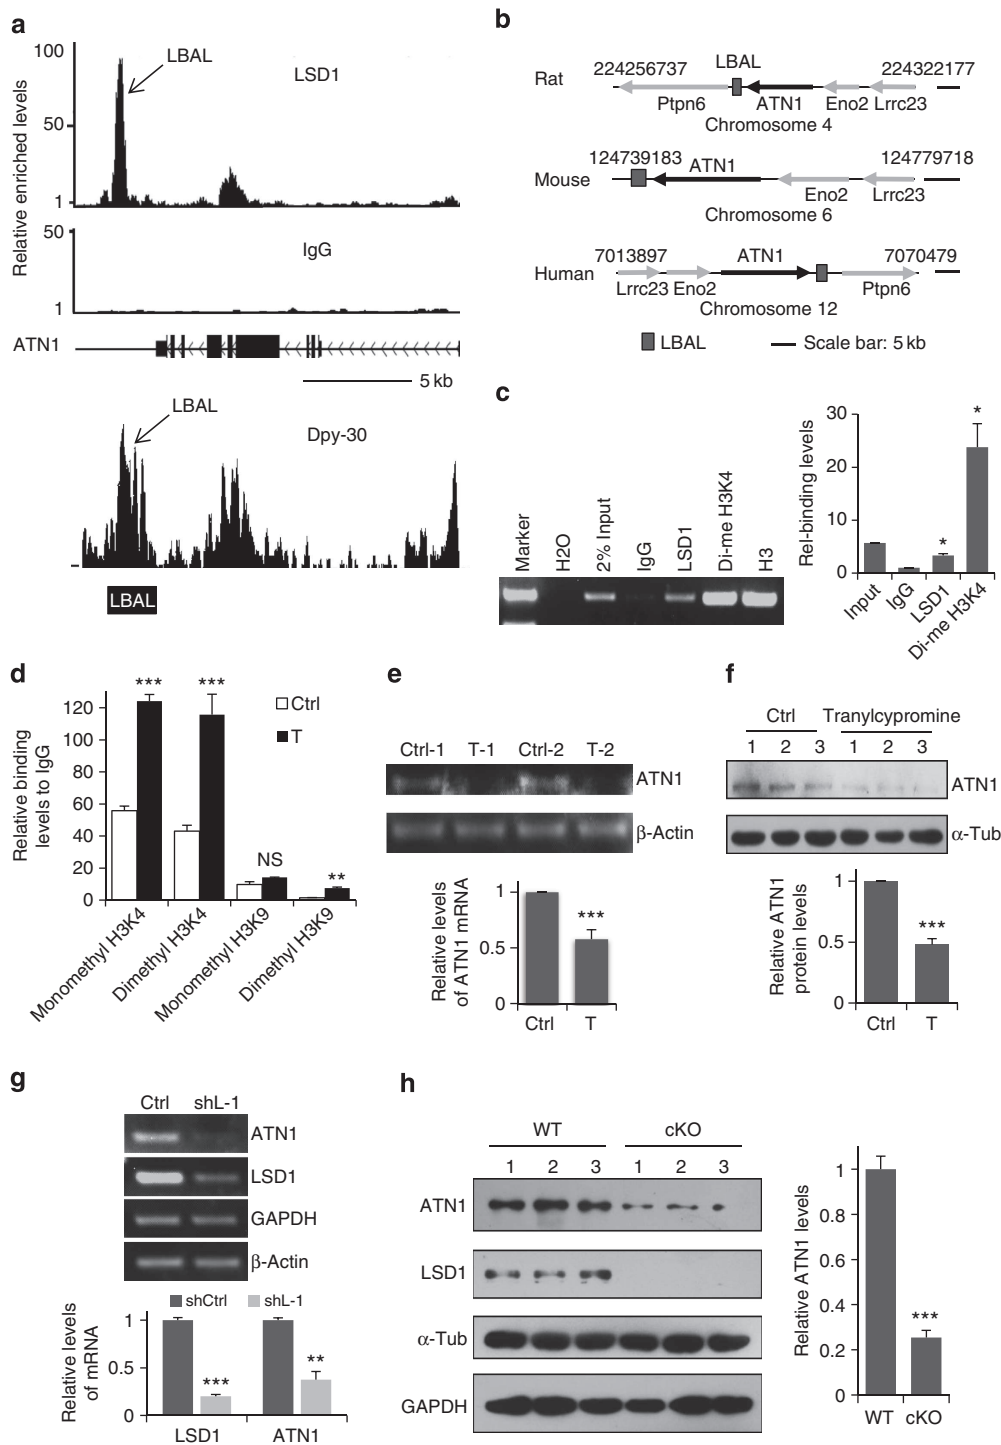 a
Relative enriched levels
100
50
1
LBAL
LSD1
50
1
IgG
ATN1
5 kb
LBAL
Dpy-30
LBAL
b
Rat
224256737
LBAL
224322177
Ptpn6
ATN1
Eno2
Lrrc23
Chromosome 4
Mouse
124739183
ATN1
124779718
Eno2
Lrrc23
Chromosome 6
Human
7013897
ATN1
7070479
Lrrc23
Eno2
Ptpn6
Chromosome 12
LBAL
Scale bar: 5 kb
c
Marker
H2O
2% Input
IgG
LSD1
Di-me H3K4
H3
Rel-binding levels
30
20
10
0
*
*
Input
IgG
LSD1
Di-me H3K4
d
Relative binding
levels to IgG
120
100
80
60
40
20
0
***
***
NS
**
Ctrl
T
Monomethyl H3K4
Dimethyl H3K4
Monomethyl H3K9
Dimethyl H3K9
e
Ctrl-1
T-1
Ctrl-2
T-2
ATN1
β-Actin
Relative levels
of ATN1 mRNA
1
0.5
0
***
Ctrl
T
f
Ctrl
Tranylcypromine
1 2 3 1 2 3
ATN1
α-Tub
Relative ATN1
protein levels
1
0.5
0
***
Ctrl
T
g
Ctrl
shL-1
ATN1
LSD1
GAPDH
β-Actin
shCtrl
shL-1
Relative levels
of mRNA
1
0.5
0
***
**
LSD1
ATN1
h
WT
cKO
1 2 3 1 2 3
ATN1
LSD1
α-Tub
GAPDH
Relative ATN1 levels
1
0.8
0.6
0.4
0.2
0
***
WT
cKO